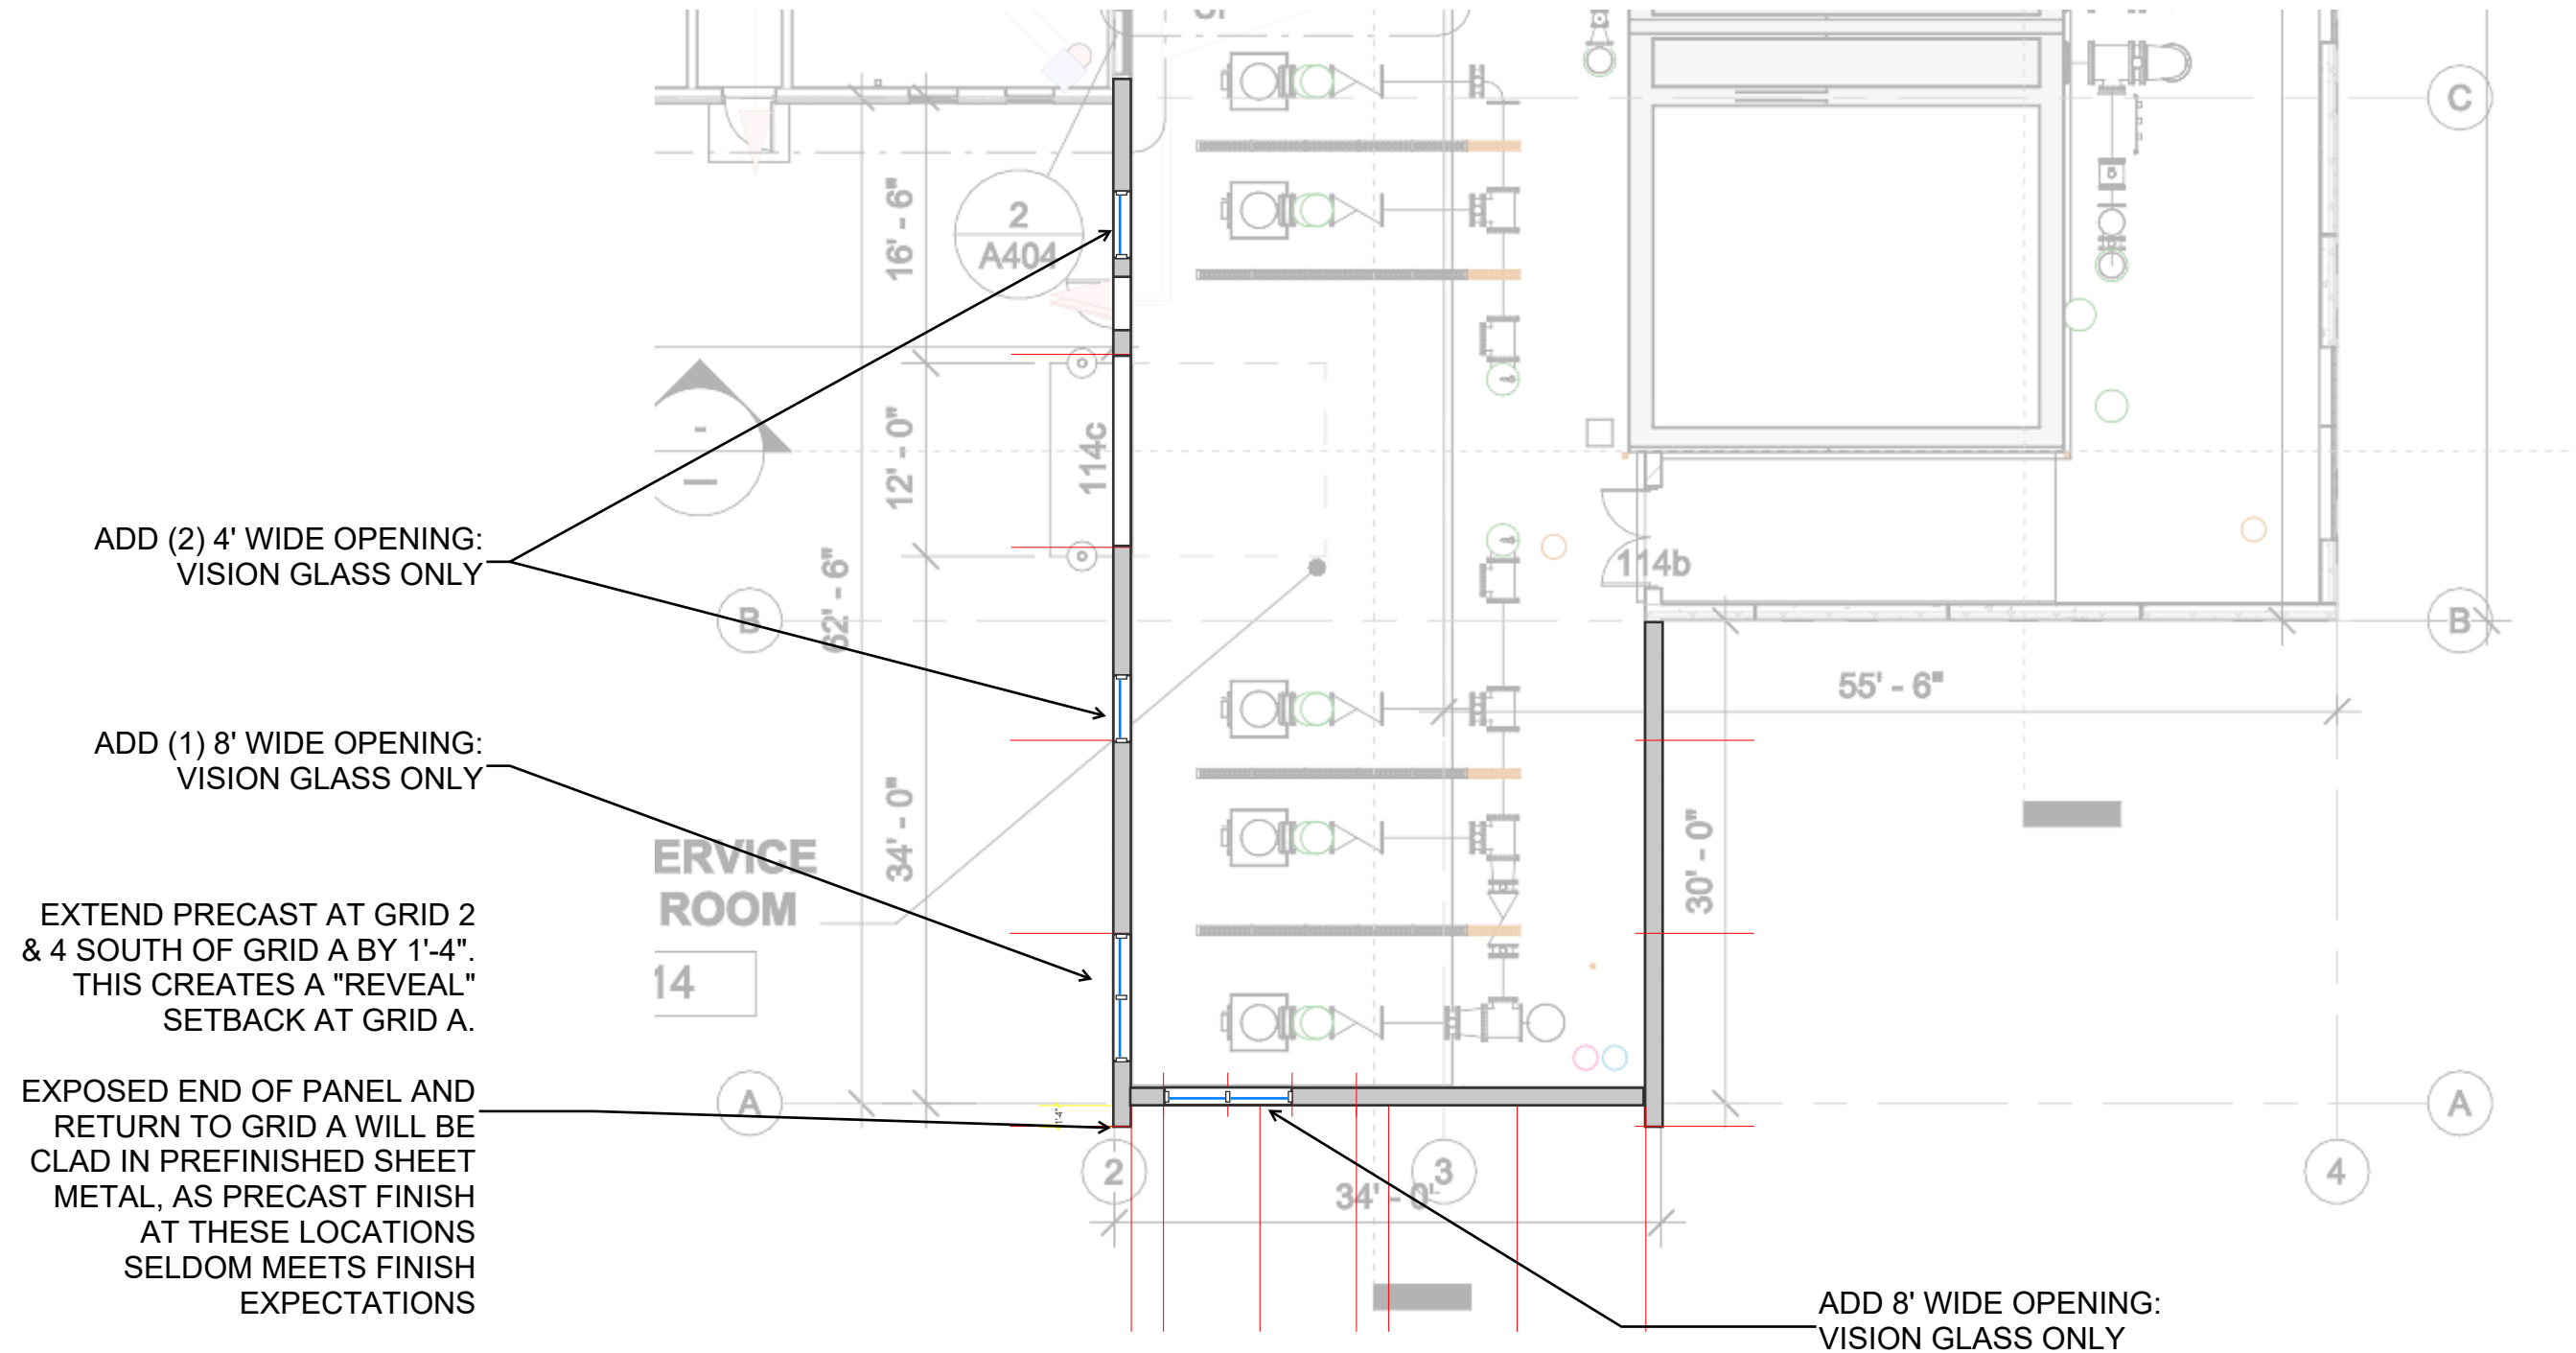 C
16' - 6"
2
A404
12' - 0"
114c
-
ADD (2) 4' WIDE OPENING:
VISION GLASS ONLY
114b
62' - 6"
B
B
55' - 6"
ADD (1) 8' WIDE OPENING:
VISION GLASS ONLY
34' - 0"
30' - 0"
ERVICE
ROOM
14
EXTEND PRECAST AT GRID 2
& 4 SOUTH OF GRID A BY 1'-4".
THIS CREATES A "REVEAL"
SETBACK AT GRID A.
EXPOSED END OF PANEL AND
RETURN TO GRID A WILL BE
CLAD IN PREFINISHED SHEET
METAL, AS PRECAST FINISH
AT THESE LOCATIONS
SELDOM MEETS FINISH
EXPECTATIONS
A
1'-4"
A
2
3
4
34' - 0"
ADD 8' WIDE OPENING:
VISION GLASS ONLY